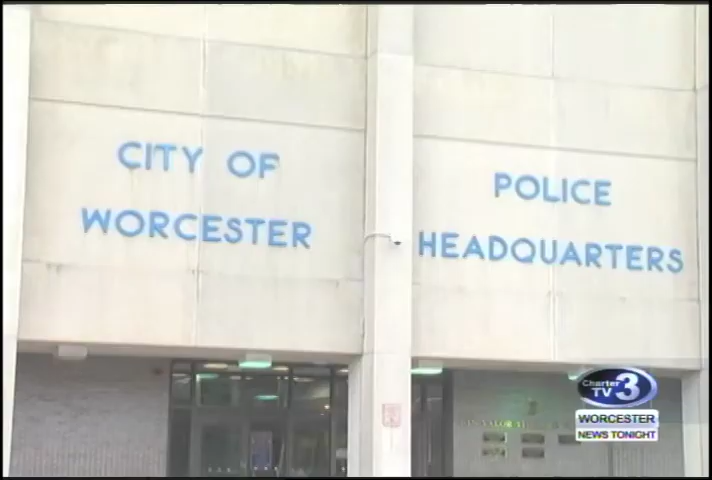 CITY OF
WORCESTER
POLICE
HEADQUARTERS
Charter
TV 3
WORCESTER
NEWS TONIGHT